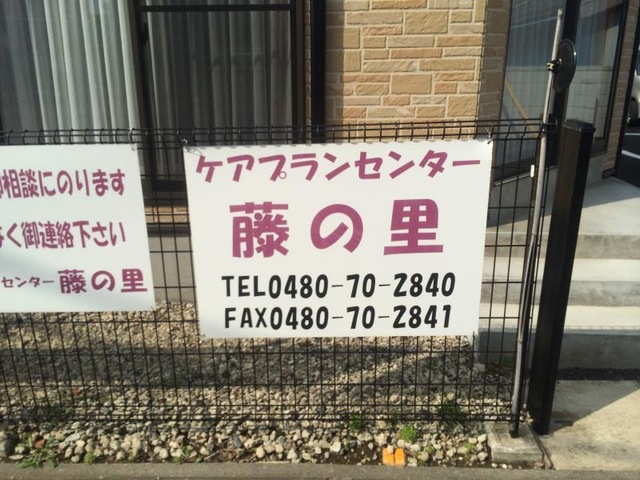 相談にのります
く御連絡下さい
センター 藤の里
ケアプランセンター
藤の里
TEL0480-70-2840
FAX0480-70-2841